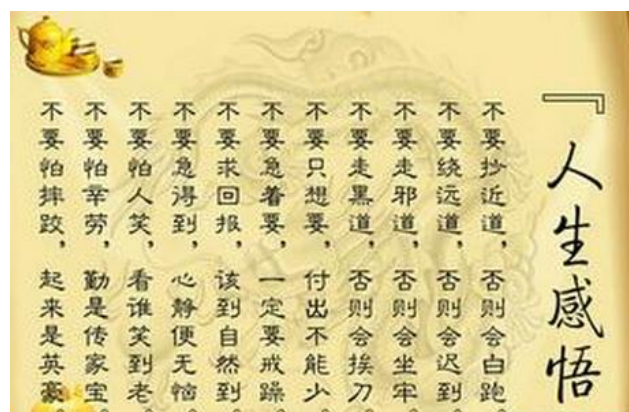 『人生感悟
不要抄近道，否则会白跑。
不要绕远道，否则会迟到。
不要走邪道，否则会坐牢。
不要走黑道，否则会挨刀。
不要只想要，付出不能少。
不要急着要，一定要戒躁。
不要求回报，该到自然到。
不要急得到，心静便无恼。
不要怕人笑，看谁笑到老。
不要怕辛劳，勤是传家宝。
不要怕摔跤，起来是英豪。